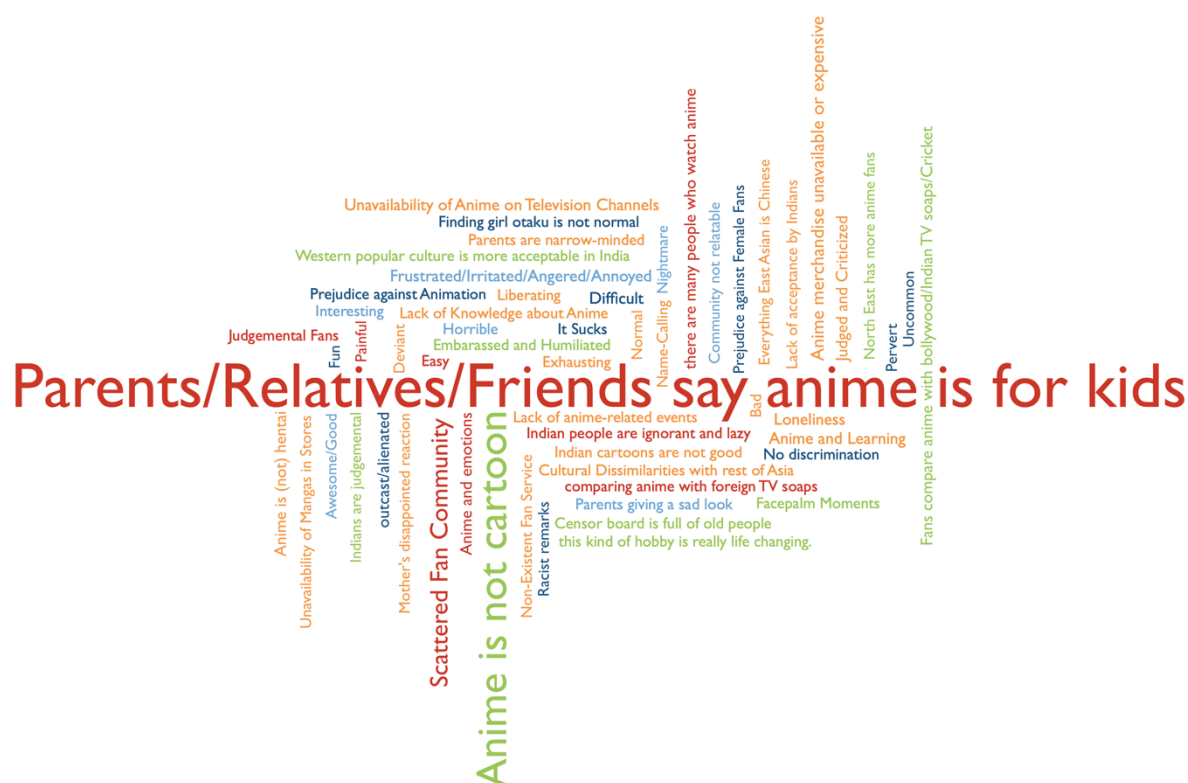 Unavailability of Anime on Television Channels
Finding girl otaku is not normal
Parents are narrow-minded
Western popular culture is more acceptable in India
Frustrated/Irritated/Angered/Annoyed
Prejudice against Animation
Liberating
Difficult
Interesting
Lack of Knowledge about Anime
Judgemental Fans
Fun
Painful
Deviant
Horrible
It Sucks
Embarassed and Humiliated
Easy
Exhausting
Normal
Name-Calling
Nightmare
there are many people who watch anime
Community not relatable
Prejudice against Female Fans
Everything East Asian is Chinese
Lack of acceptance by Indians
Anime merchandise unavailable or expensive
Judged and Criticized
North East has more anime fans
Pervert
Uncommon
Fans compare anime with bollywood/Indian TV soaps/Cricket
Parents/Relatives/Friends say anime is for kids
Anime is (not) hentai
Unavailability of Mangas in Stores
Awesome/Good
Indians are judgemental
outcast/alienated
Mother's disappointed reaction
Scattered Fan Community
Anime and emotions
Anime is not cartoon
Non-Existent Fan Service
Racist remarks
Lack of anime-related events
Bad
Loneliness
Indian people are ignorant and lazy
Anime and Learning
Indian cartoons are not good
No discrimination
Cultural Dissimilarities with rest of Asia
comparing anime with foreign TV soaps
Parents giving a sad look
Facepalm Moments
Censor board is full of old people
this kind of hobby is really life changing.